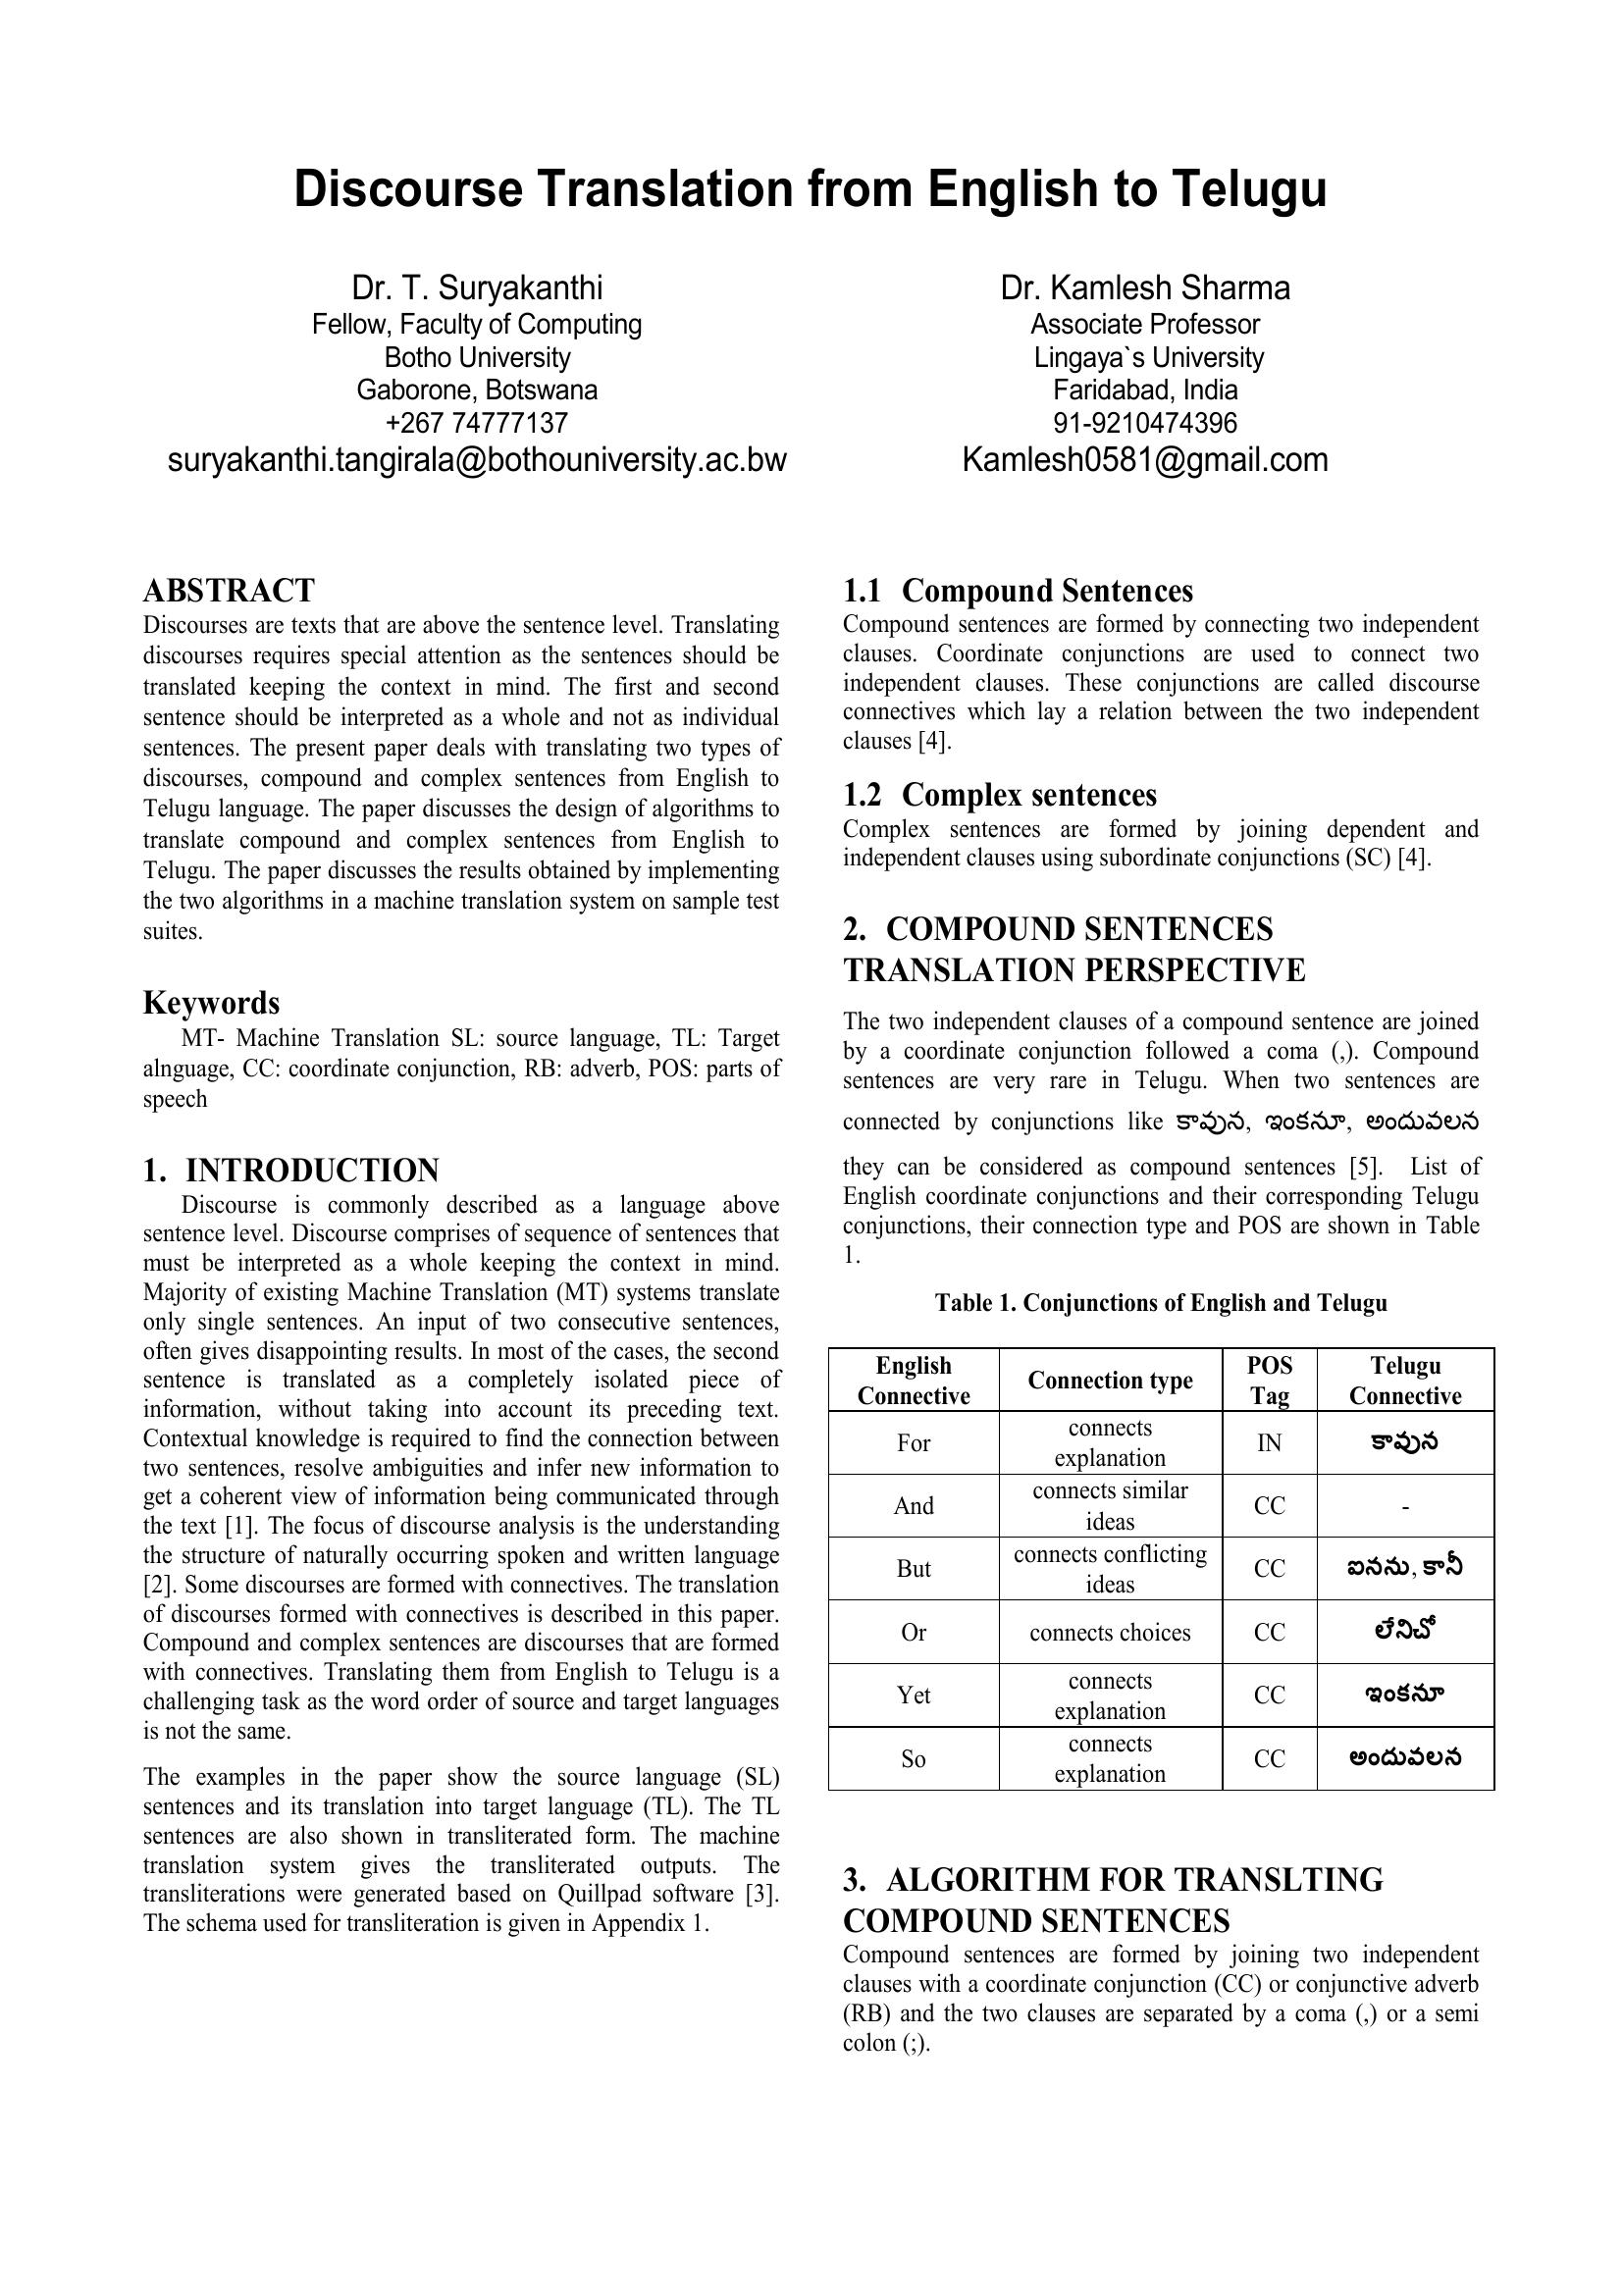 Discourse Translation from English to Telugu
Dr. T. Suryakanthi
Fellow, Faculty of Computing
Botho University
Gaborone, Botswana
+267 74777137
suryakanthi.tangirala@bothouniversity.ac.bw
Dr. Kamlesh Sharma
Associate Professor
Lingaya`s University
Faridabad, India
91-9210474396
Kamlesh0581@gmail.com
ABSTRACT
Discourses are texts that are above the sentence level. Translating
discourses requires special attention as the sentences should be
translated keeping the context in mind. The first and second
sentence should be interpreted as a whole and not as individual
sentences. The present paper deals with translating two types of
discourses, compound and complex sentences from English to
Telugu language. The paper discusses the design of algorithms to
translate compound and complex sentences from English to
Telugu. The paper discusses the results obtained by implementing
the two algorithms in a machine translation system on sample test
suites.
Keywords
MT- Machine Translation SL: source language, TL: Target
alnguage, CC: coordinate conjunction, RB: adverb, POS: parts of
speech
1. INTRODUCTION
Discourse is commonly described as a language above
sentence level. Discourse comprises of sequence of sentences that
must be interpreted as a whole keeping the context in mind.
Majority of existing Machine Translation (MT) systems translate
only single sentences. An input of two consecutive sentences,
often gives disappointing results. In most of the cases, the second
sentence is translated as a completely isolated piece of
information, without taking into account its preceding text.
Contextual knowledge is required to find the connection between
two sentences, resolve ambiguities and infer new information to
get a coherent view of information being communicated through
the text [1]. The focus of discourse analysis is the understanding
the structure of naturally occurring spoken and written language
[2]. Some discourses are formed with connectives. The translation
of discourses formed with connectives is described in this paper.
Compound and complex sentences are discourses that are formed
with connectives. Translating them from English to Telugu is a
challenging task as the word order of source and target languages
is not the same.
The examples in the paper show the source language (SL)
sentences and its translation into target language (TL). The TL
sentences are also shown in transliterated form. The machine
translation system gives the transliterated outputs. The
transliterations were generated based on Quillpad software [3].
The schema used for transliteration is given in Appendix 1.
1.1 Compound Sentences
Compound sentences are formed by connecting two independent
clauses. Coordinate conjunctions are used to connect two
independent clauses. These conjunctions are called discourse
connectives which lay a relation between the two independent
clauses [4].
1.2 Complex sentences
Complex sentences are formed by joining dependent and
independent clauses using subordinate conjunctions (SC) [4].
2. COMPOUND SENTENCES
TRANSLATION PERSPECTIVE
The two independent clauses of a compound sentence are joined
by a coordinate conjunction followed a coma (,). Compound
sentences are very rare in Telugu. When two sentences are
connected by conjunctions like కావున, ఇంకనూ, అందువలన
they can be considered as compound sentences [5]. List of
English coordinate conjunctions and their corresponding Telugu
conjunctions, their connection type and POS are shown in Table
1.
Table 1. Conjunctions of English and Telugu
English Connective Connection type POS Tag Telugu Connective
For connects explanation IN కావున
And connects similar ideas CC -
But connects conflicting ideas CC ఐనను, కానీ
Or connects choices CC లేనిచో
Yet connects explanation CC ఇంకనూ
So connects explanation CC అందువలన
3. ALGORITHM FOR TRANSLTING
COMPOUND SENTENCES
Compound sentences are formed by joining two independent
clauses with a coordinate conjunction (CC) or conjunctive adverb
(RB) and the two clauses are separated by a coma (,) or a semi
colon (;).